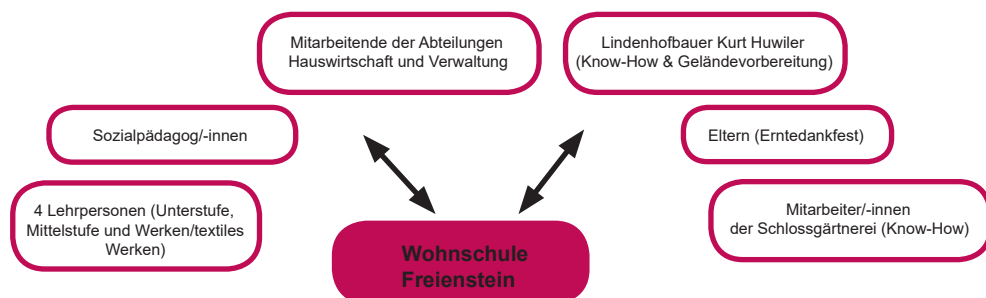 Mitarbeitende der Abteilungen
Hauswirtschaft und Verwaltung
Lindenhofbauer Kurt Huwiler
(Know-How & Geländevorbereitung)
Sozialpädagog/-innen
Eltern (Erntedankfest)
4 Lehrpersonen (Unterstufe,
Mittelstufe und Werken/textiles
Werken)
Mitarbeiter/-innen
der Schlossgärtnerei (Know-How)
Wohnschule
Freienstein